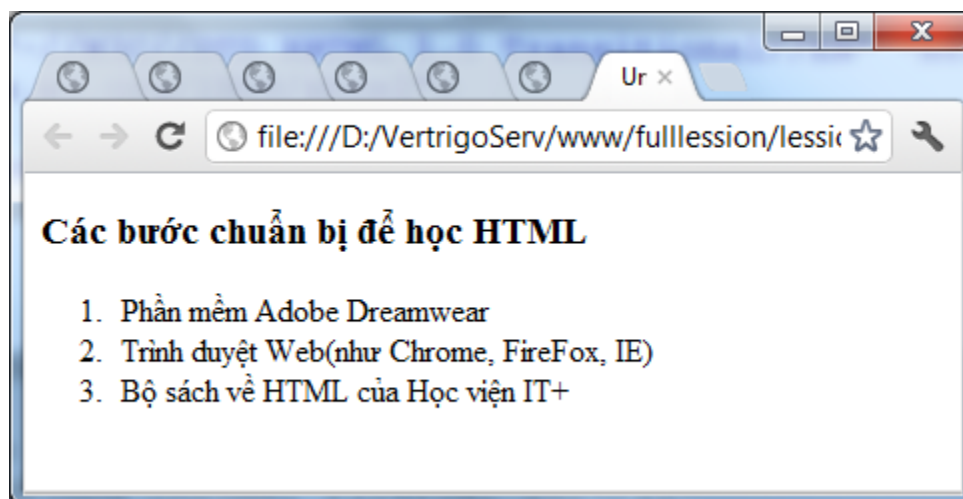 Ur
file:///D:/VertrigoServ/www/fulllession/lessic
Các bước chuẩn bị để học HTML
1. Phần mềm Adobe Dreamwear
2. Trình duyệt Web(như Chrome, FireFox, IE)
3. Bộ sách về HTML của Học viện IT+